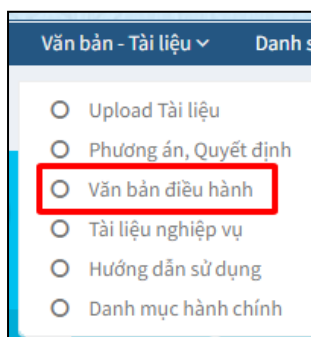 Văn bản - Tài liệu Danh s
Upload Tài liệu
Phương án, Quyết định
Văn bản điều hành
Tài liệu nghiệp vụ
Hướng dẫn sử dụng
Danh mục hành chính